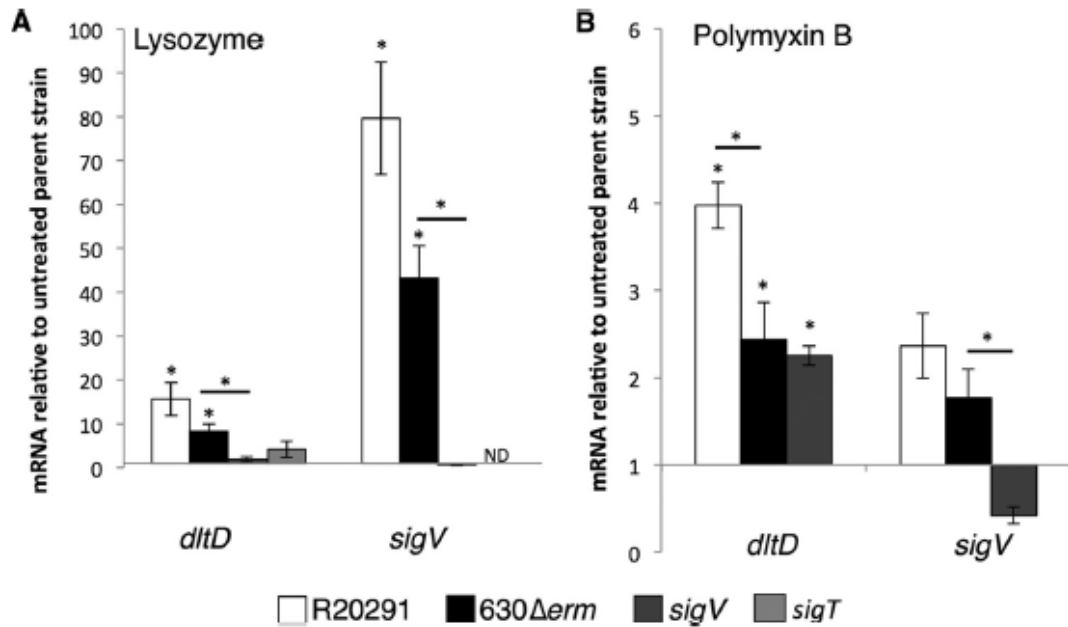 A
Lysozyme
mRNA relative to untreated parent strain
100
90
80
70
60
50
40
30
20
10
0
*
*
*
*
*
*
ND
dltD
sigV
B
Polymyxin B
mRNA relative to untreated parent strain
6
5
4
3
2
1
0
*
*
*
*
*
dltD
sigV
R20291 630Δerm sigV sigT